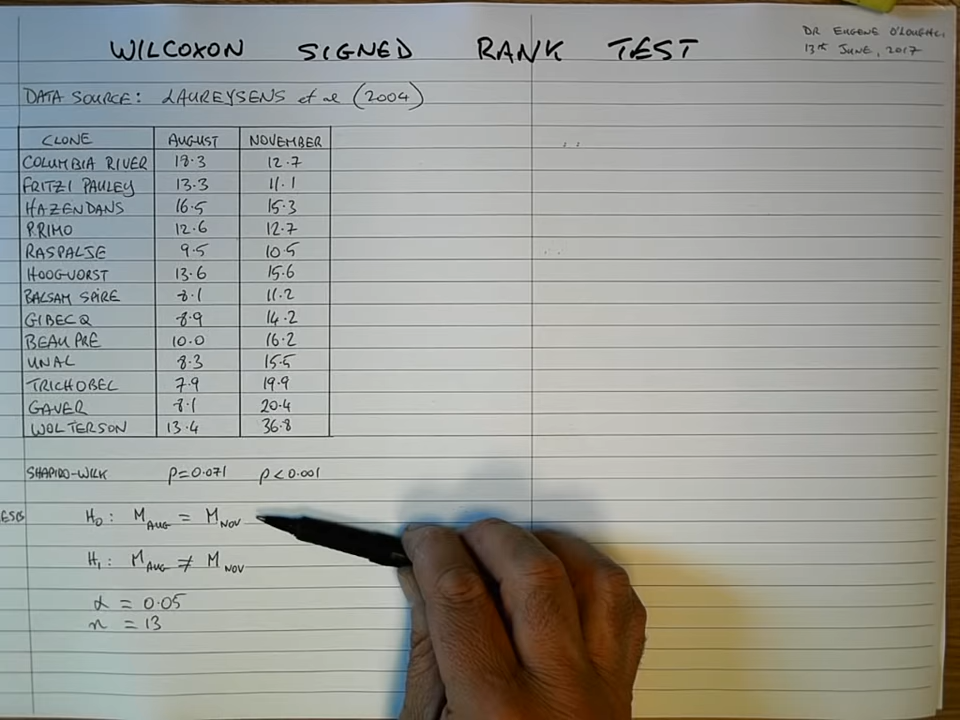 WILCOXON SIGNED RANK TEST
DR EUGENE O'LOUGHLI
13TH JUNE, 2017
DATA SOURCE: LAUREYSENS et al (2004)
CLONE AUGUST NOVEMBER
COLUMBIA RIVER 18.3 12.7
FRITZI PAULEY 13.3 11.1
HAZENDANS 16.5 15.3
PRIMO 12.6 12.7
RASPALJE 9.5 10.5
HOOGVORST 13.6 15.6
BALSAM SPIRE 8.1 11.2
GIBECQ 8.9 14.2
BEAUPRE 10.0 16.2
UNAL 8.3 15.5
TRICHOBEL 7.9 19.9
GAVER 8.1 20.4
WOLTERSON 13.4 36.8
SHAPIRO-WILK p=0.071 p<0.001
ESES H0: MAUG = MNOV
H1: MAUG ≠ MNOV
α = 0.05
n = 13